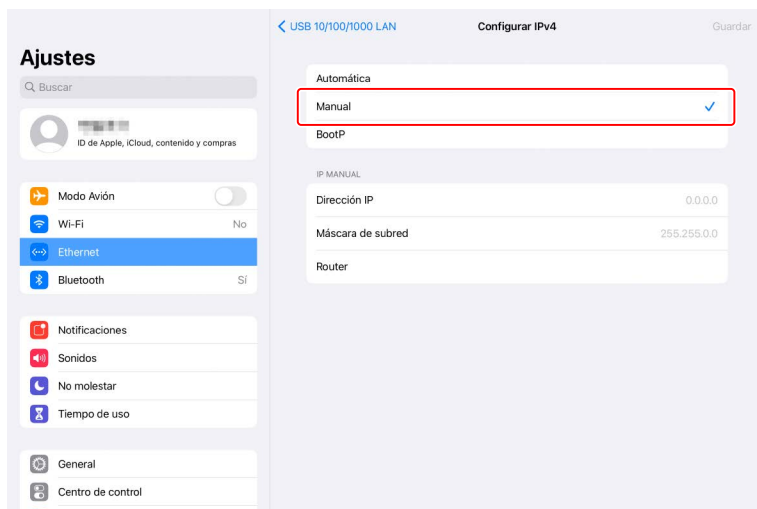 USB 10/100/1000 LAN
Configurar IPv4
Guardar
Ajustes
Buscar
ID de Apple, iCloud, contenido y compras
Modo Avión
Wi-Fi No
Ethernet
Bluetooth Sí
Notificaciones
Sonidos
No molestar
Tiempo de uso
General
Centro de control
Automática
Manual
BootP
IP MANUAL
Dirección IP 0.0.0.0
Máscara de subred 255.255.0.0
Router